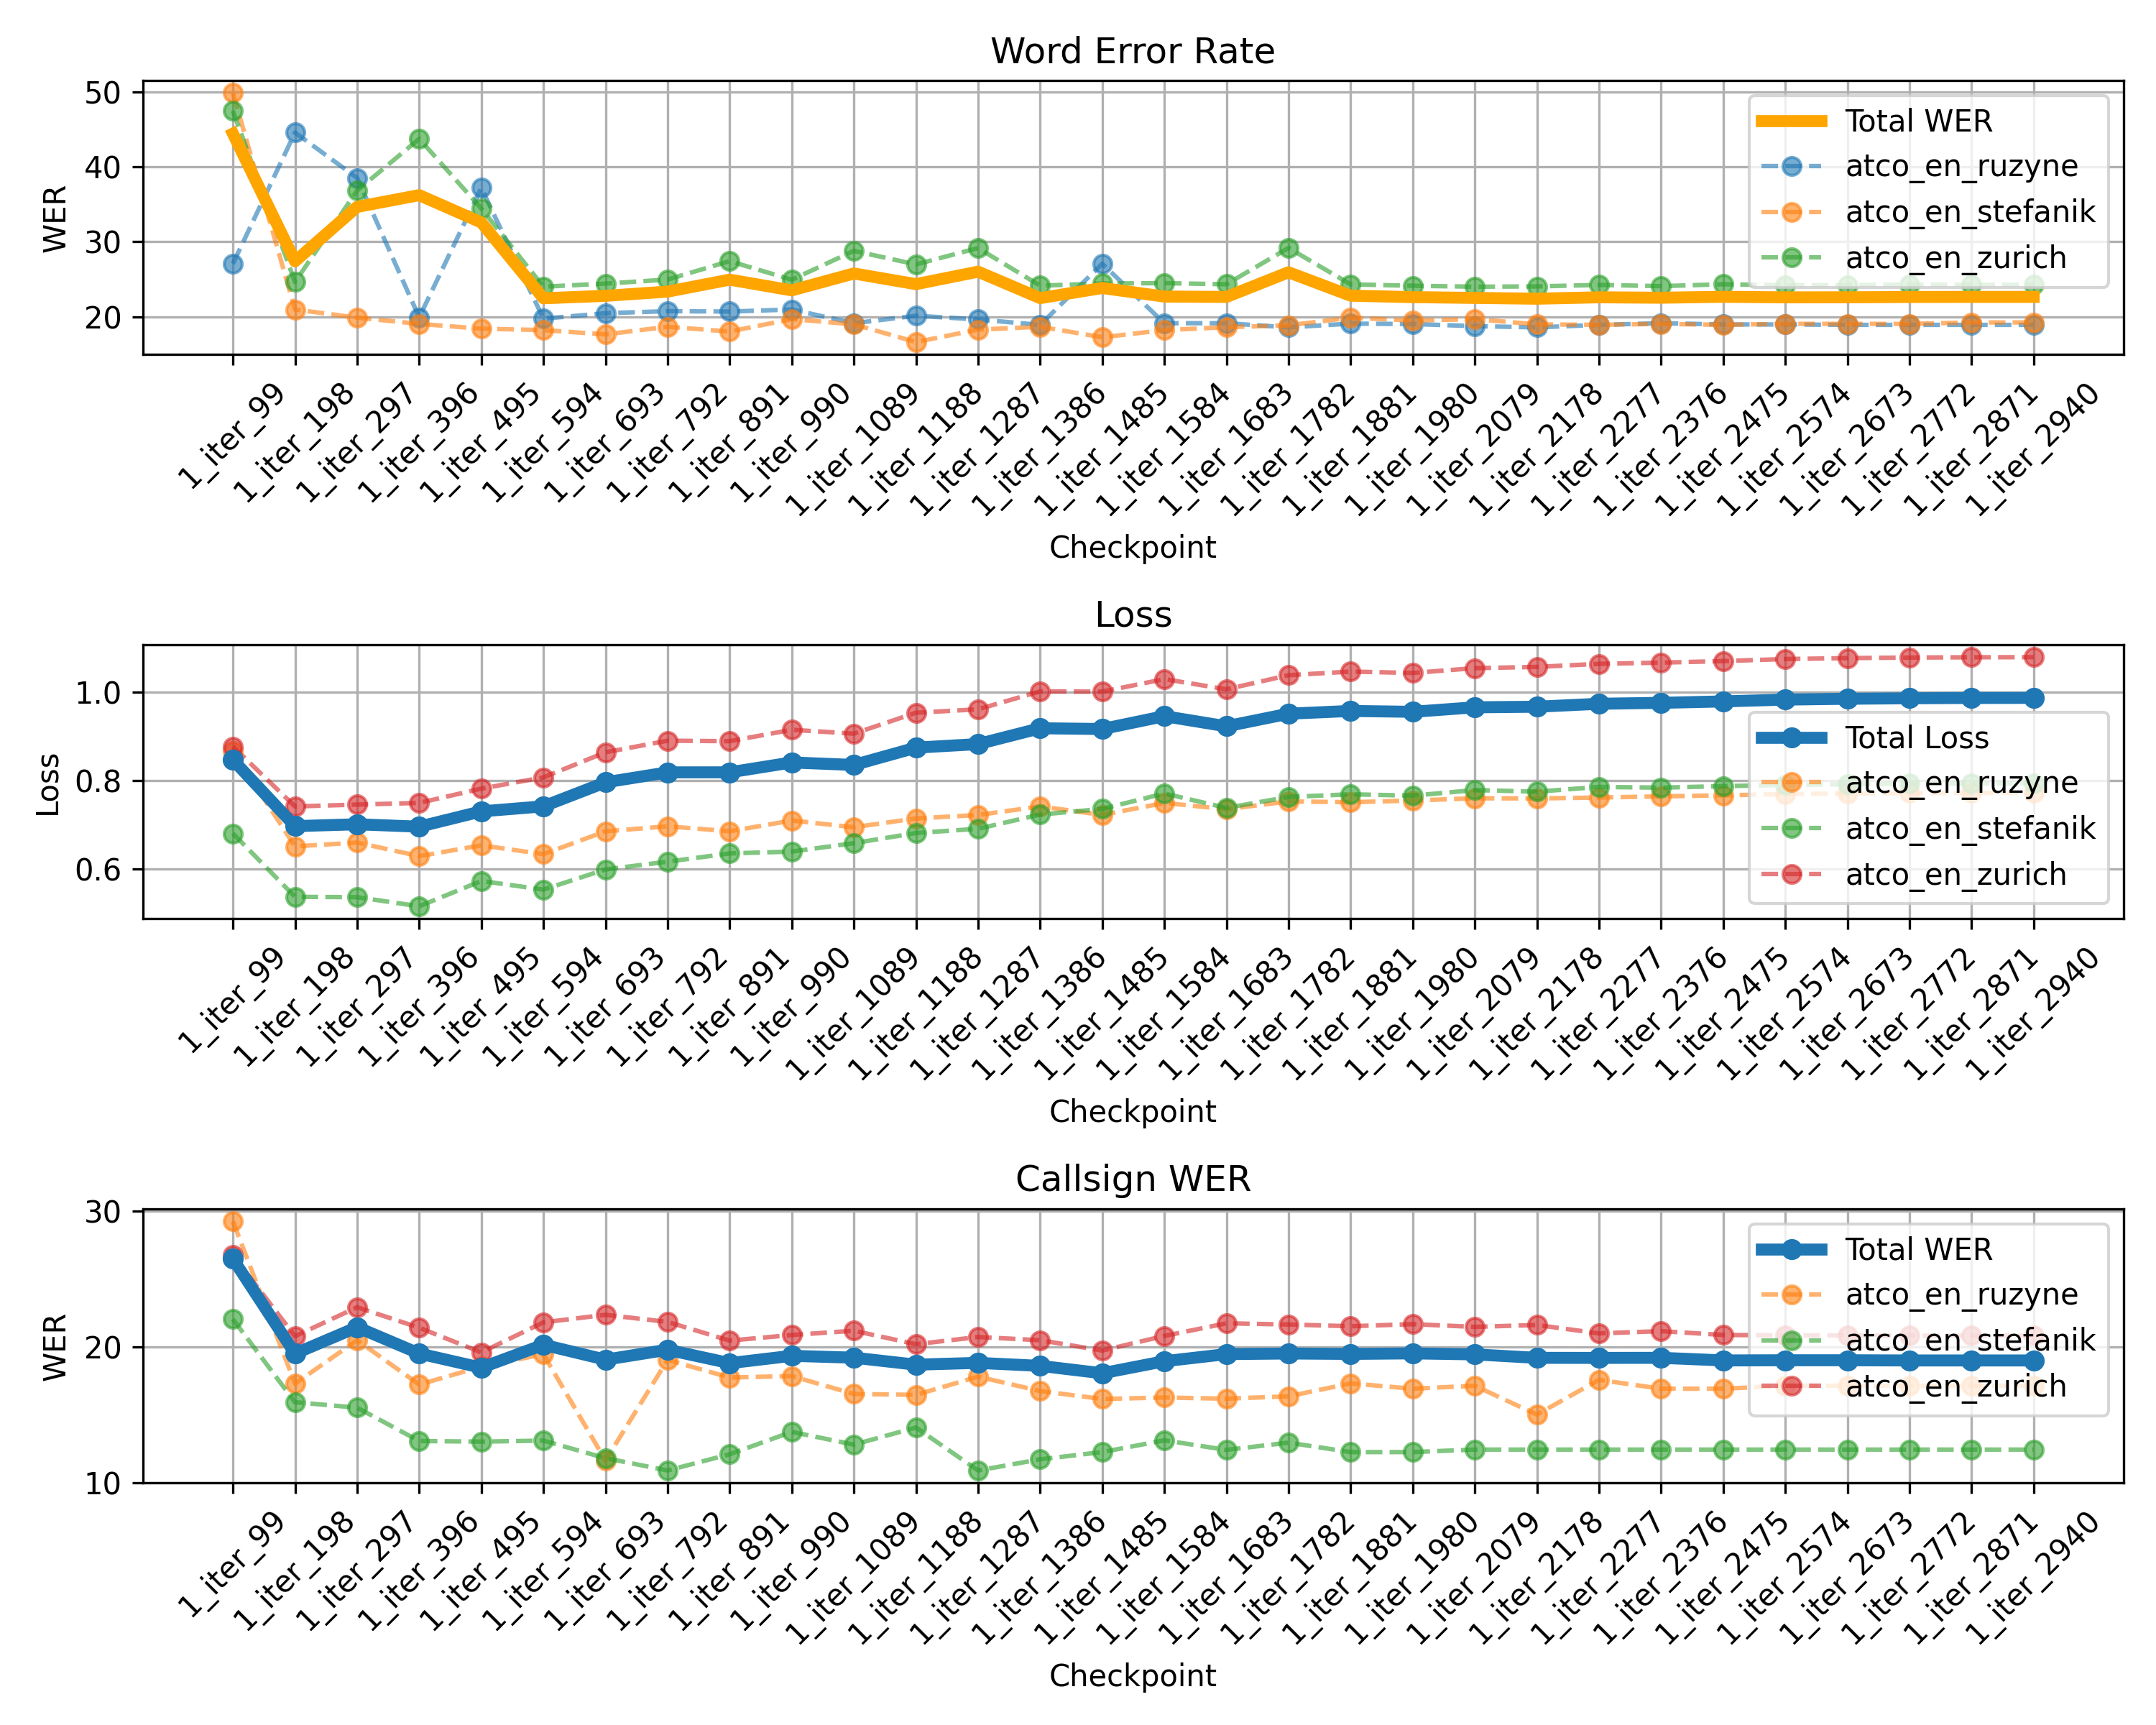 Word Error Rate
50
40
30
20
WER
Total WER
atco_en_ruzyne
atco_en_stefanik
atco_en_zurich
1_iter_99
1_iter_198
1_iter_297
1_iter_396
1_iter_495
1_iter_594
1_iter_693
1_iter_792
1_iter_891
1_iter_990
1_iter_1089
1_iter_1188
1_iter_1287
1_iter_1386
1_iter_1485
1_iter_1584
1_iter_1683
1_iter_1782
1_iter_1881
1_iter_1980
1_iter_2079
1_iter_2178
1_iter_2277
1_iter_2376
1_iter_2475
1_iter_2574
1_iter_2673
1_iter_2772
1_iter_2871
1_iter_2940
Checkpoint
Loss
1.0
0.8
0.6
Loss
Total Loss
atco_en_ruzyne
atco_en_stefanik
atco_en_zurich
1_iter_99
1_iter_198
1_iter_297
1_iter_396
1_iter_495
1_iter_594
1_iter_693
1_iter_792
1_iter_891
1_iter_990
1_iter_1089
1_iter_1188
1_iter_1287
1_iter_1386
1_iter_1485
1_iter_1584
1_iter_1683
1_iter_1782
1_iter_1881
1_iter_1980
1_iter_2079
1_iter_2178
1_iter_2277
1_iter_2376
1_iter_2475
1_iter_2574
1_iter_2673
1_iter_2772
1_iter_2871
1_iter_2940
Checkpoint
Callsign WER
30
20
10
WER
Total WER
atco_en_ruzyne
atco_en_stefanik
atco_en_zurich
1_iter_99
1_iter_198
1_iter_297
1_iter_396
1_iter_495
1_iter_594
1_iter_693
1_iter_792
1_iter_891
1_iter_990
1_iter_1089
1_iter_1188
1_iter_1287
1_iter_1386
1_iter_1485
1_iter_1584
1_iter_1683
1_iter_1782
1_iter_1881
1_iter_1980
1_iter_2079
1_iter_2178
1_iter_2277
1_iter_2376
1_iter_2475
1_iter_2574
1_iter_2673
1_iter_2772
1_iter_2871
1_iter_2940
Checkpoint